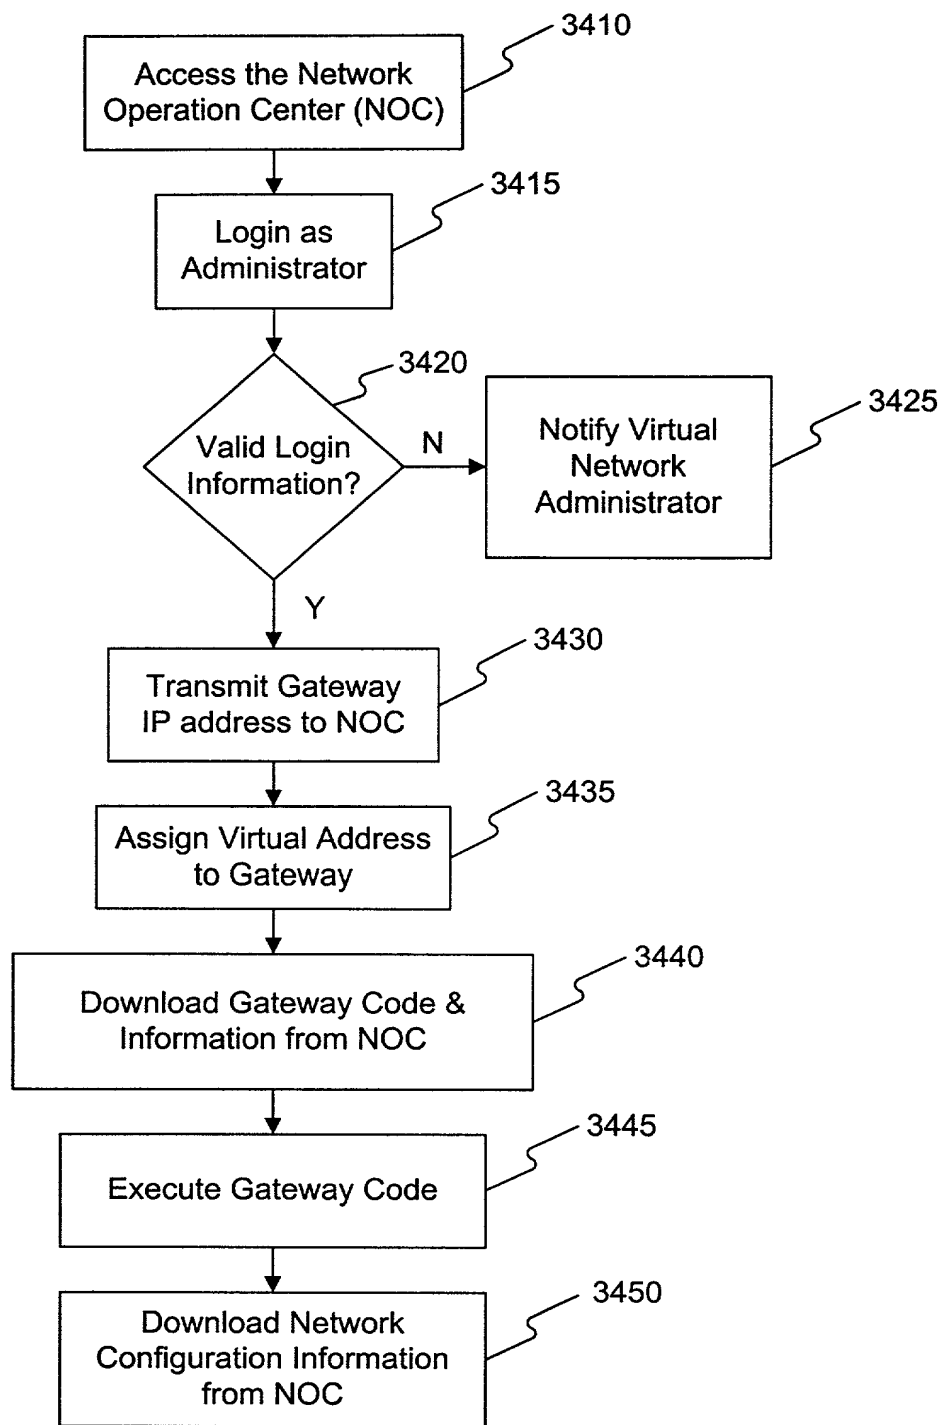 3410
Access the Network
Operation Center (NOC)
3415
Login as
Administrator
3420
Valid Login
Information?
N
3425
Notify Virtual
Network
Administrator
Y
3430
Transmit Gateway
IP address to NOC
3435
Assign Virtual Address
to Gateway
3440
Download Gateway Code &
Information from NOC
3445
Execute Gateway Code
3450
Download Network
Configuration Information
from NOC